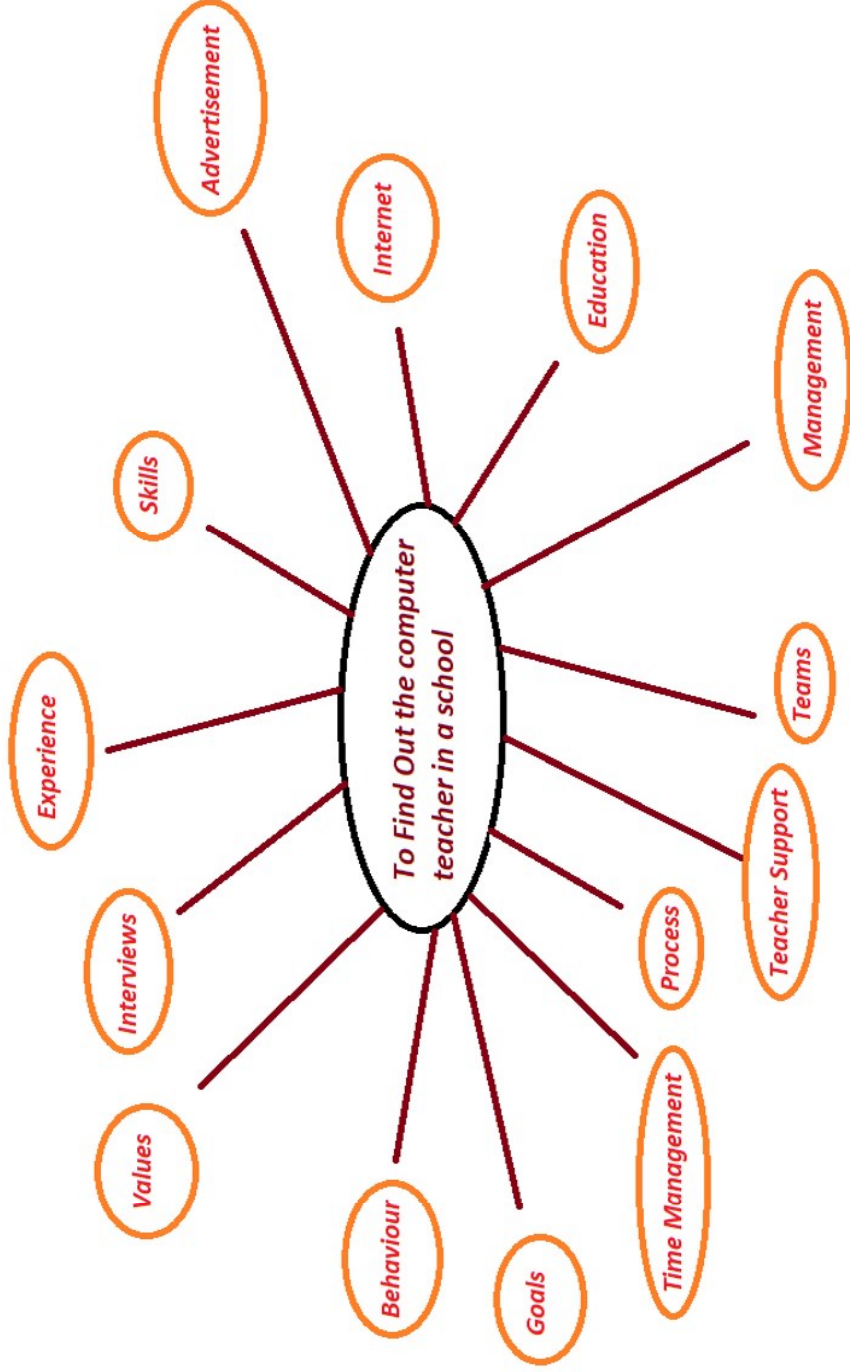 Values
Interviews
Experience
Skills
Advertisement
Behaviour
To Find Out the computer
teacher in a school
Internet
Goals
Education
Time Management
Process
Teacher Support
Teams
Management